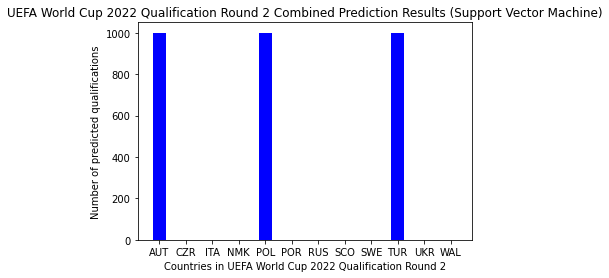 UEFA World Cup 2022 Qualification Round 2 Combined Prediction Results (Support Vector Machine)
Number of predicted qualifications
1000
800
600
400
200
0
AUT CZR ITA NMK POL POR RUS SCO SWE TUR UKR WAL
Countries in UEFA World Cup 2022 Qualification Round 2